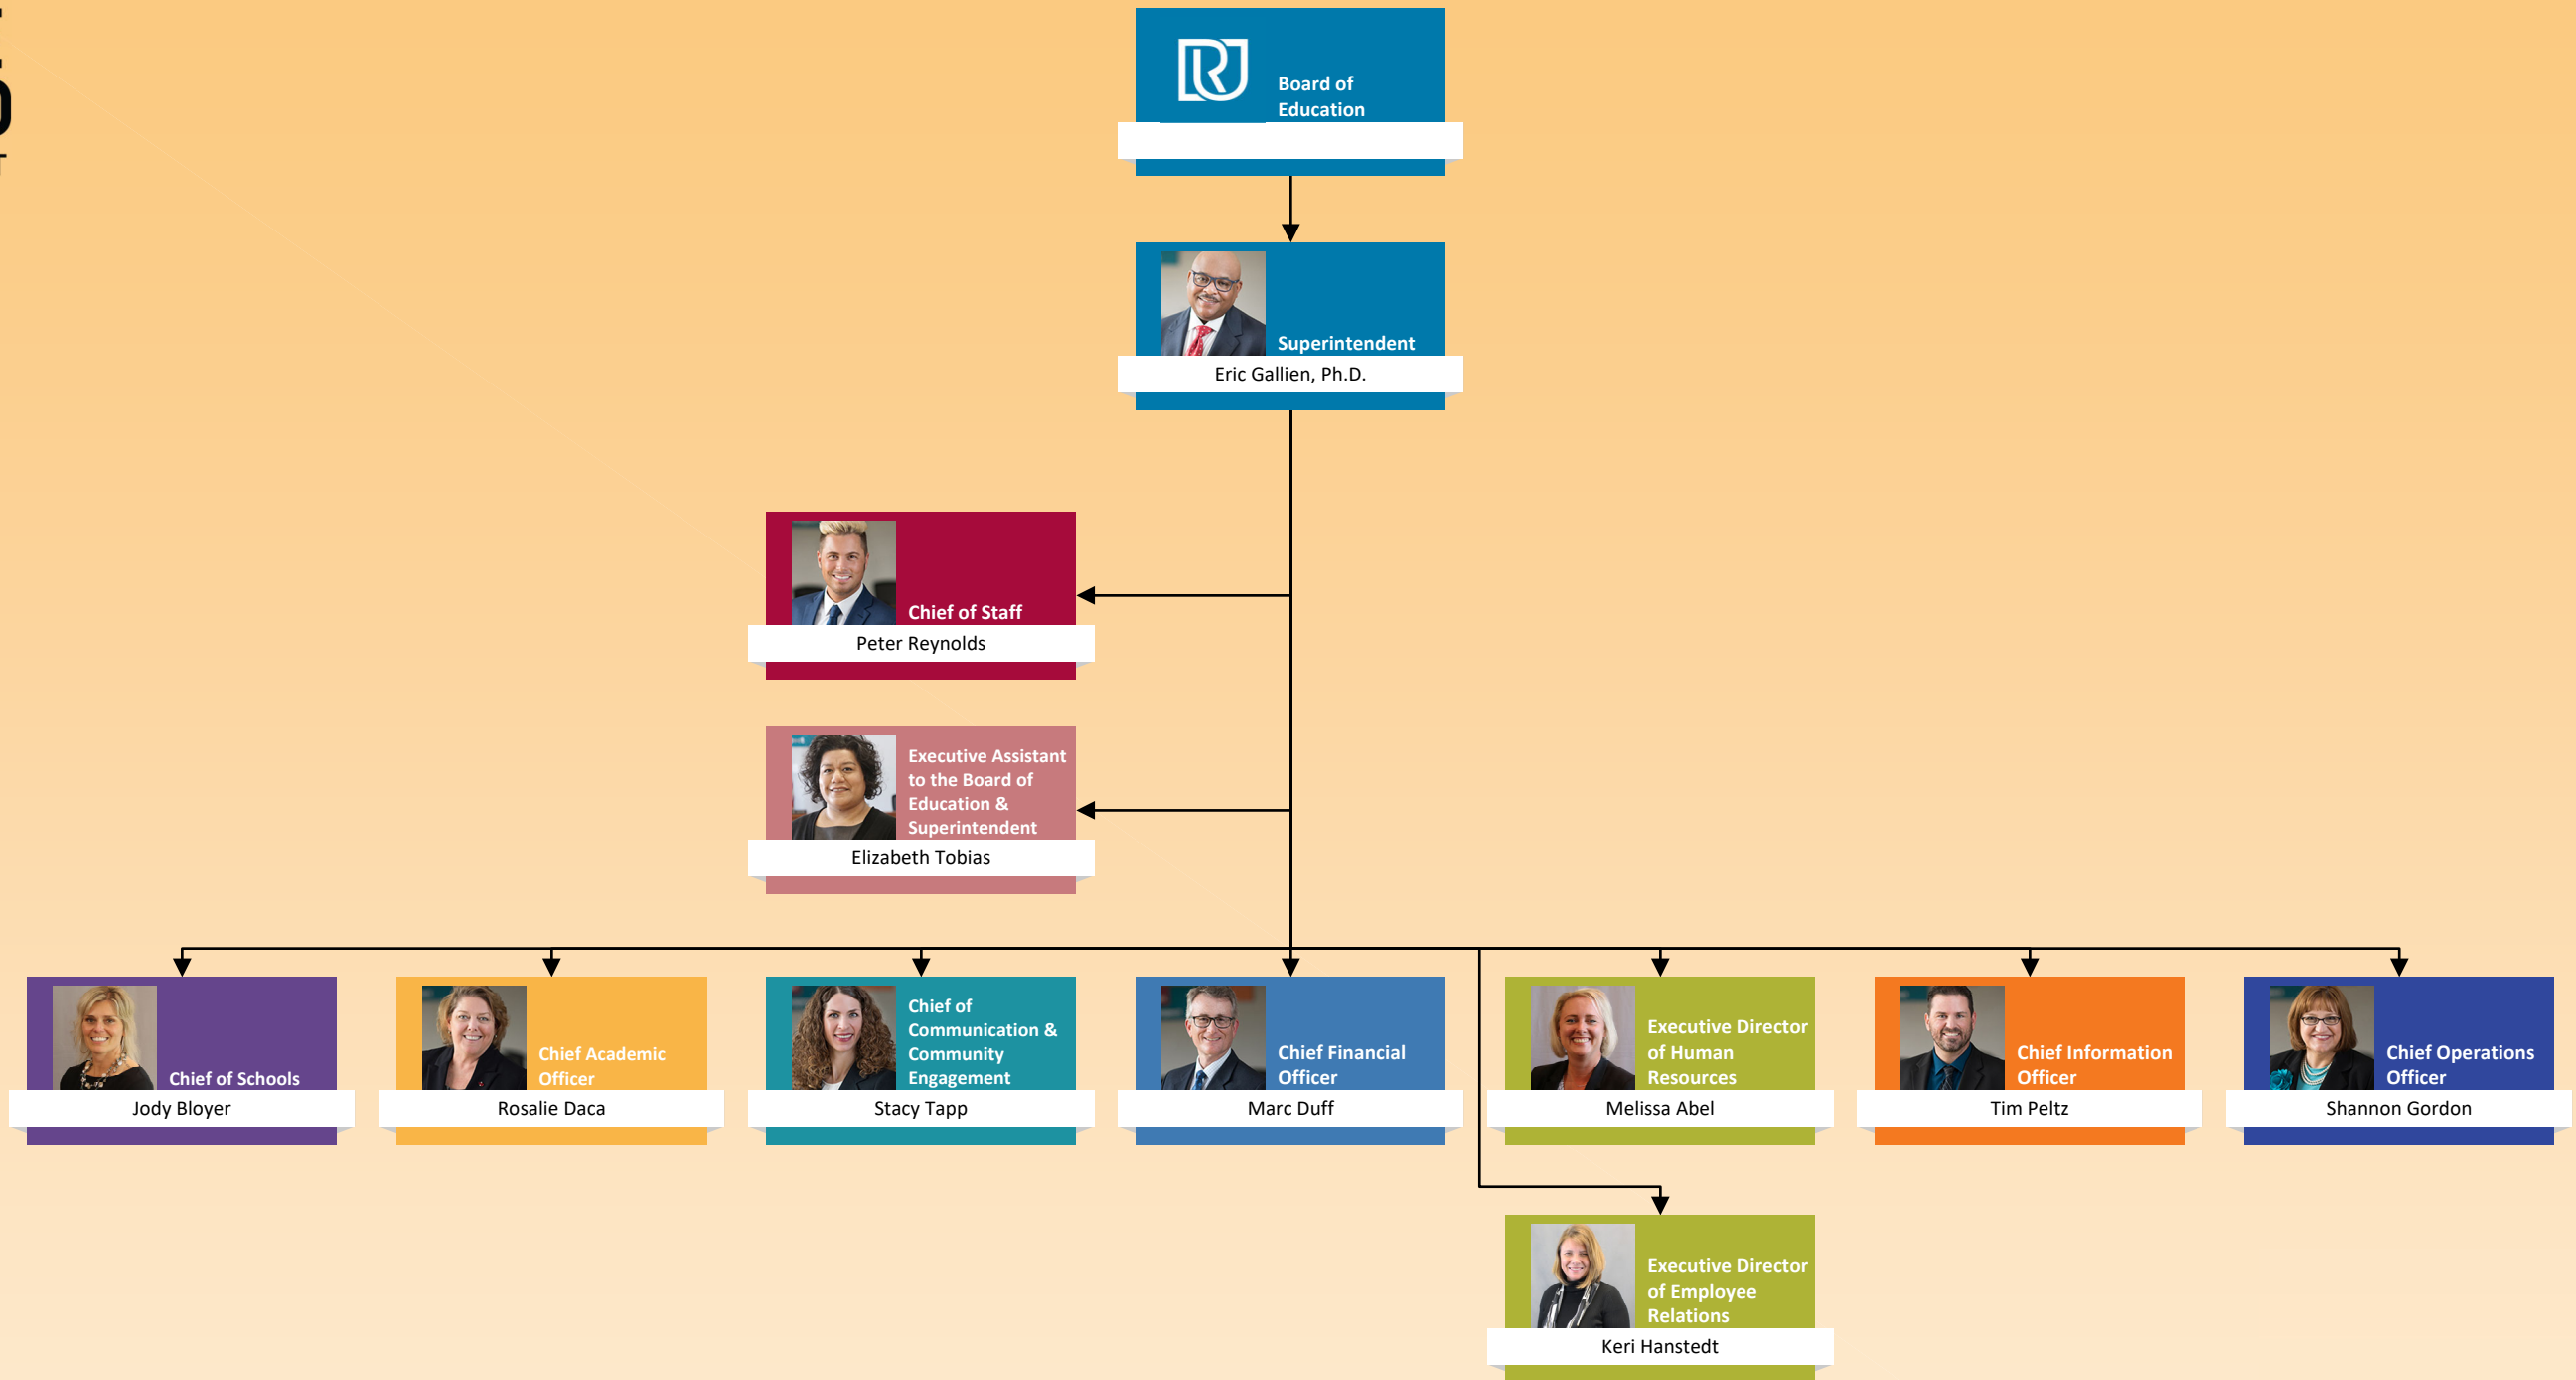 Board of
Education
Superintendent
Eric Gallien, Ph.D.
Chief of Staff
Peter Reynolds
Executive Assistant
to the Board of
Education &
Superintendent
Elizabeth Tobias
Chief of Schools
Jody Bloyer
Chief Academic
Officer
Rosalie Daca
Chief of
Communication &
Community
Engagement
Stacy Tapp
Chief Financial
Officer
Marc Duff
Executive Director
of Human
Resources
Melissa Abel
Chief Information
Officer
Tim Peltz
Chief Operations
Officer
Shannon Gordon
Executive Director
of Employee
Relations
Keri Hanstedt